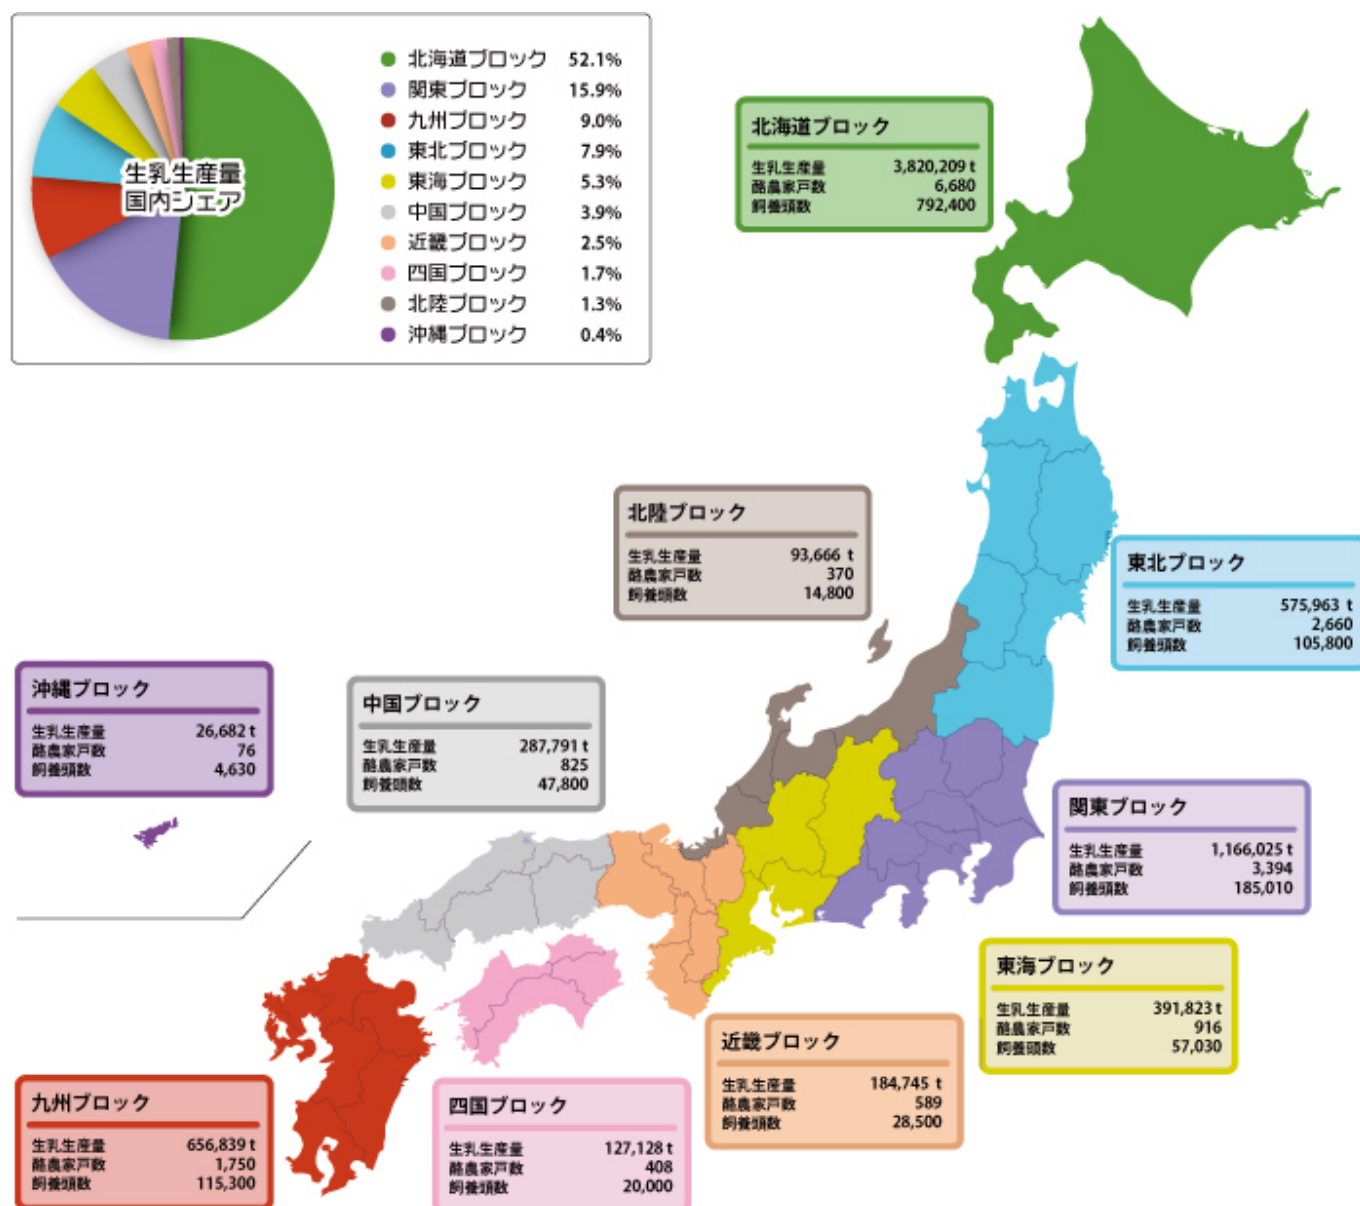 生乳生産量
国内シェア
北海道ブロック 52.1%
関東ブロック 15.9%
九州ブロック 9.0%
東北ブロック 7.9%
東海ブロック 5.3%
中国ブロック 3.9%
近畿ブロック 2.5%
四国ブロック 1.7%
北陸ブロック 1.3%
沖縄ブロック 0.4%
北海道ブロック
生乳生産量 3,820,209 t
酪農家戸数 6,680
飼養頭数 792,400
北陸ブロック
生乳生産量 93,666 t
酪農家戸数 370
飼養頭数 14,800
東北ブロック
生乳生産量 575,963 t
酪農家戸数 2,660
飼養頭数 105,800
沖縄ブロック
生乳生産量 26,682 t
酪農家戸数 76
飼養頭数 4,630
中国ブロック
生乳生産量 287,791 t
酪農家戸数 825
飼養頭数 47,800
関東ブロック
生乳生産量 1,166,025 t
酪農家戸数 3,394
飼養頭数 185,010
東海ブロック
生乳生産量 391,823 t
酪農家戸数 916
飼養頭数 57,030
近畿ブロック
生乳生産量 184,745 t
酪農家戸数 589
飼養頭数 28,500
九州ブロック
生乳生産量 656,839 t
酪農家戸数 1,750
飼養頭数 115,300
四国ブロック
生乳生産量 127,128 t
酪農家戸数 408
飼養頭数 20,000